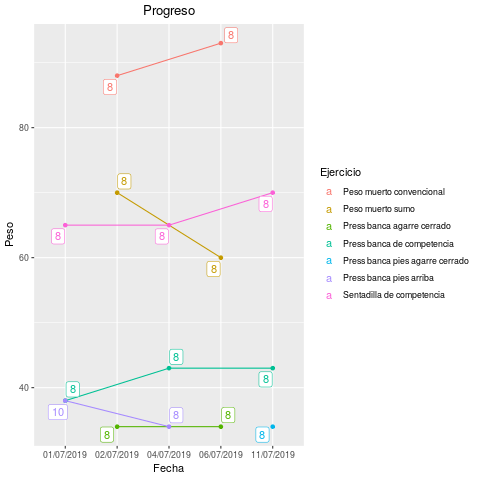 Progreso
8
8
80
8
8
8
8
8
60
8
8
8
8
40
10
8
8
8
8
01/07/2019 02/07/2019 04/07/2019 06/07/2019 11/07/2019
Fecha
Peso
Ejercicio
a Peso muerto convencional
a Peso muerto sumo
a Press banca agarre cerrado
a Press banca de competencia
a Press banca pies agarre cerrado
a Press banca pies arriba
a Sentadilla de competencia